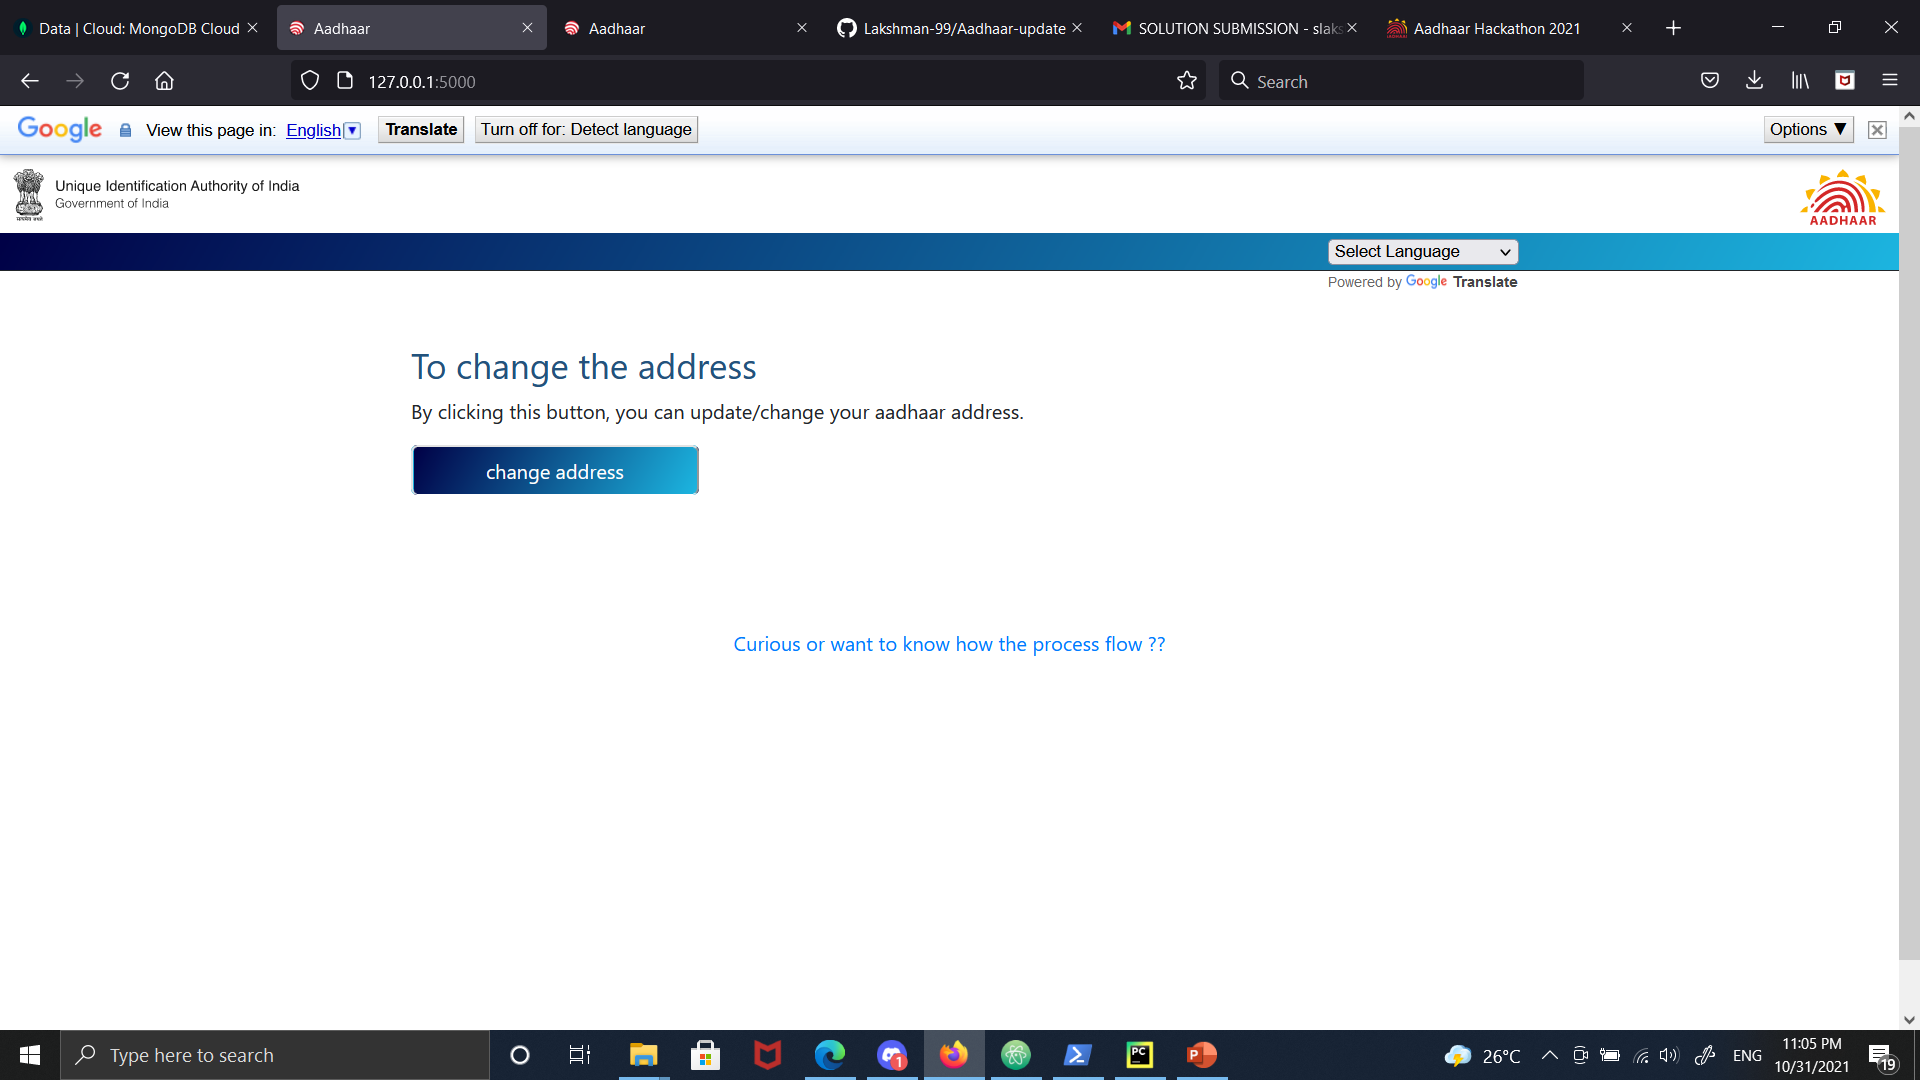 Data | Cloud: MongoDB Cloud
Aadhaar
Aadhaar
Lakshman-99/Aadhaar-update
SOLUTION SUBMISSION - slaks
Aadhaar Hackathon 2021
127.0.0.1:5000
Search
Google View this page in: English Translate Turn off for: Detect language Options ▼
Unique Identification Authority of India
Government of India
AADHAAR
Select Language
Powered by Google Translate
To change the address
By clicking this button, you can update/change your aadhaar address.
change address
Curious or want to know how the process flow ??
Type here to search
1
PC
P
26°C
ENG
11:05 PM
10/31/2021
19